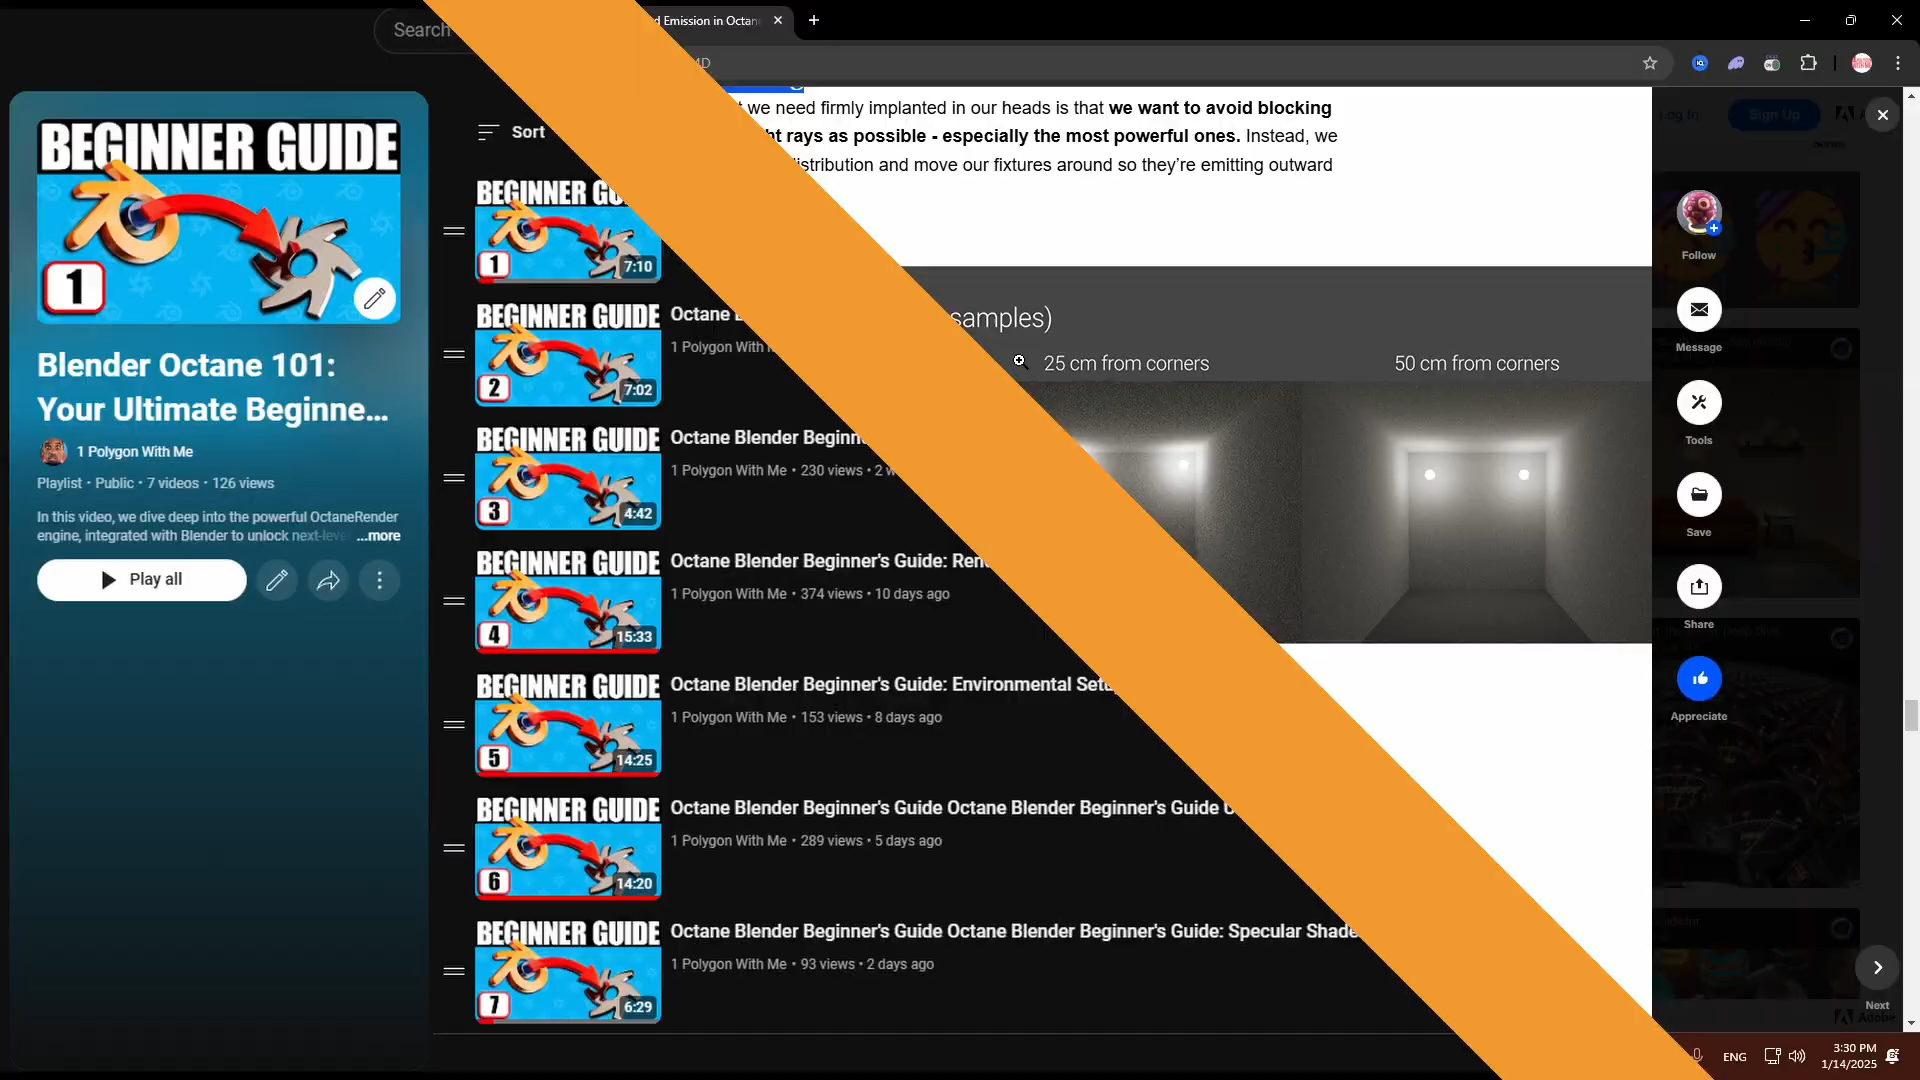 Search
BEGINNER GUIDE
1
Blender Octane 101:
Your Ultimate Beginne...
1 Polygon With Me
Playlist • Public • 7 videos • 126 views
In this video, we dive deep into the powerful OctaneRender
engine, integrated with Blender to unlock next-leve ...more
Play all
Sort
BEGINNER GU
1
7:10
BEGINNER GUIDE
2
7:02
Octane
1 Polygon With
BEGINNER GUIDE
3
4:42
Octane Blender Beginn
1 Polygon With Me • 230 views • 2 w
BEGINNER GUIDE
4
15:33
Octane Blender Beginner's Guide: Ren
1 Polygon With Me • 374 views • 10 days ago
BEGINNER GUIDE
5
14:25
Octane Blender Beginner's Guide: Environmental Setu
1 Polygon With Me • 153 views • 8 days ago
BEGINNER GUIDE
6
14:20
Octane Blender Beginner's Guide Octane Blender Beginner's Guide
1 Polygon With Me • 289 views • 5 days ago
BEGINNER GUIDE
7
6:29
Octane Blender Beginner's Guide Octane Blender Beginner's Guide: Specular Shade
1 Polygon With Me • 93 views • 2 days ago
d Emission in Octan
we need firmly implanted in our heads is that we want to avoid blocking
ht rays as possible - especially the most powerful ones. Instead, we
istribution and move our fixtures around so they're emitting outward
samples)
25 cm from corners
50 cm from corners
Log In
Sign Up
Follow
Message
Tools
Save
Share
Appreciate
Next
Adobe
ENG
3:30 PM
1/14/2025